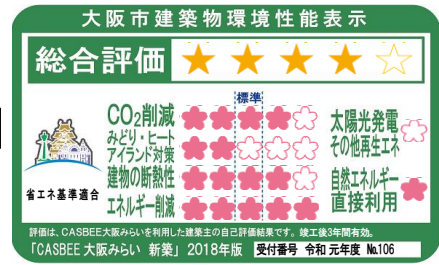 大阪市建築物環境性能表示
総合評価
標準
CO2削減
みどり・ヒート
アイランド対策
建物の断熱性
エネルギー削減
太陽光発電
その他再生エネ
自然エネルギー
直接利用
省エネ基準適合
評価は、CASBEE大阪みらいを利用した建築主の自己評価結果です。竣工後3年間有効。
「CASBEE大阪みらい 新築」2018年版 受付番号 令和 元年度 №106